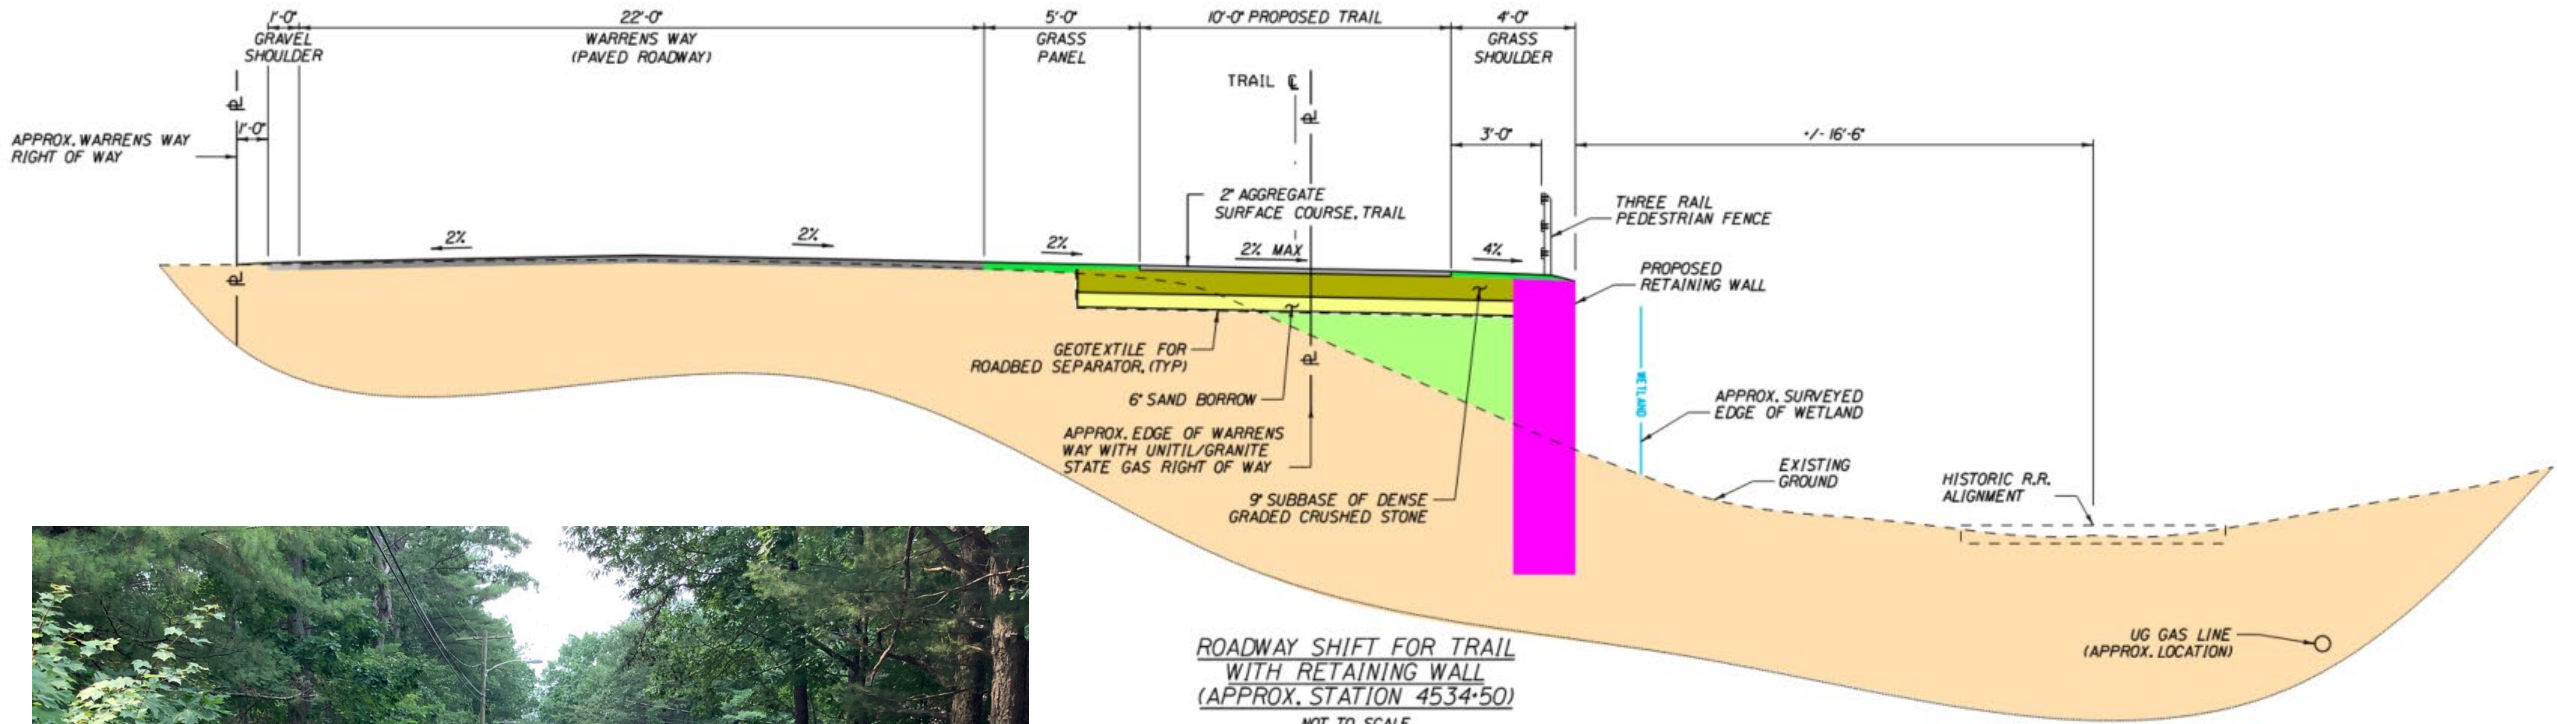 1'-0"
22'-0"
5'-0"
10'-0" PROPOSED TRAIL
4'-0"
GRAVEL
SHOULDER
WARRENS WAY
(PAVED ROADWAY)
GRASS
PANEL
GRASS
SHOULDER
TRAIL ℄
1'-0"
APPROX. WARRENS WAY
RIGHT OF WAY
3'-0"
+/- 16'-6"
2" AGGREGATE
SURFACE COURSE, TRAIL
THREE RAIL
PEDESTRIAN FENCE
2%
2%
2%
2% MAX
4%
PROPOSED
RETAINING WALL
GEOTEXTILE FOR
ROADBED SEPARATOR, (TYP)
6" SAND BORROW
WETLAND
APPROX. SURVEYED
EDGE OF WETLAND
APPROX. EDGE OF WARRENS
WAY WITH UNITIL/GRANITE
STATE GAS RIGHT OF WAY
9" SUBBASE OF DENSE
GRADED CRUSHED STONE
EXISTING
GROUND
HISTORIC R.R.
ALIGNMENT
UG GAS LINE
(APPROX. LOCATION)
ROADWAY SHIFT FOR TRAIL
WITH RETAINING WALL
(APPROX. STATION 4534+50)
NOT TO SCALE